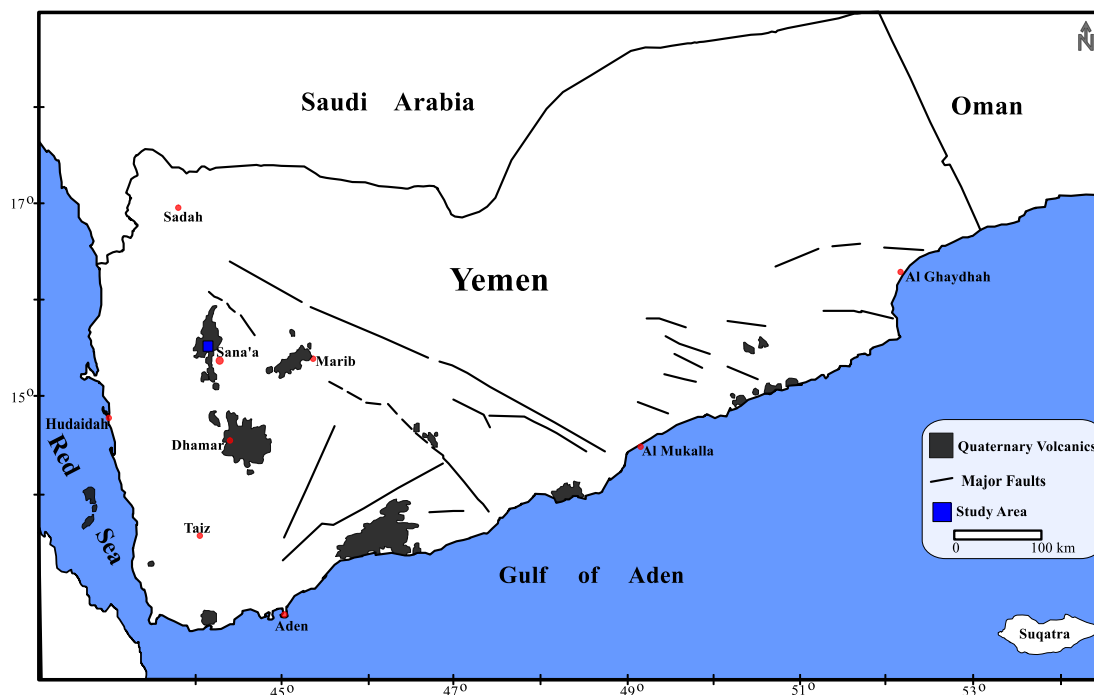 N
Saudi Arabia
Oman
17°
Sadah
Yemen
Al Ghaydhah
Sana'a
Marib
15°
Hudaidah
Dhamar
Al Mukalla
Red Sea
Taiz
Gulf of Aden
Aden
Quaternary Volcanics
Major Faults
Study Area
0 100 km
Suqatra
45° 47° 49° 51° 53°